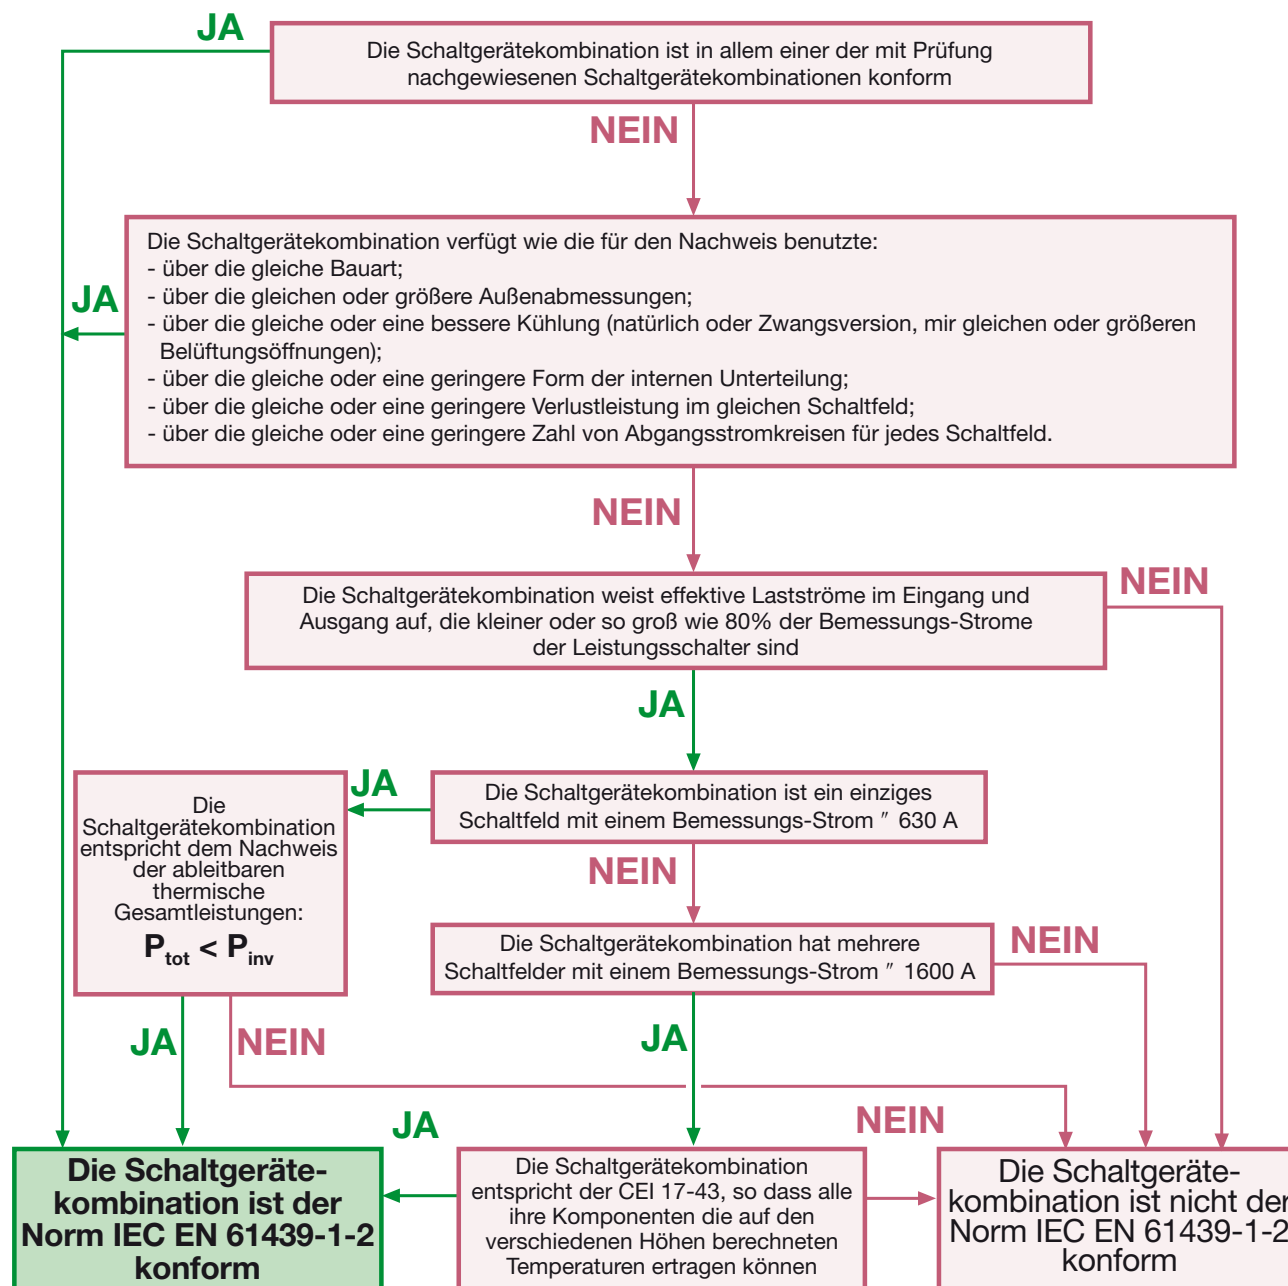 JA
Die Schaltgerätekombination ist in allem einer der mit Prüfung
nachgewiesenen Schaltgerätekombinationen konform
NEIN
Die Schaltgerätekombination verfügt wie die für den Nachweis benutzte:
- über die gleiche Bauart;
- über die gleichen oder größere Außenabmessungen;
- über die gleiche oder eine bessere Kühlung (natürlich oder Zwangsversion, mir gleichen oder größeren
Belüftungsöffnungen);
- über die gleiche oder eine geringere Form der internen Unterteilung;
- über die gleiche oder eine geringere Verlustleistung im gleichen Schaltfeld;
- über die gleiche oder eine geringere Zahl von Abgangsstromkreisen für jedes Schaltfeld.
JA
NEIN
Die Schaltgerätekombination weist effektive Lastströme im Eingang und
Ausgang auf, die kleiner oder so groß wie 80% der Bemessungs-Strome
der Leistungsschalter sind
NEIN
JA
Die Schaltgerätekombination ist ein einziges
Schaltfeld mit einem Bemessungs-Strom ″ 630 A
JA
Die
Schaltgerätekombination
entspricht dem Nachweis
der ableitbaren
thermische
Gesamtleistungen:
Ptot < Pinv
NEIN
Die Schaltgerätekombination hat mehrere
Schaltfelder mit einem Bemessungs-Strom ″ 1600 A
NEIN
JA
NEIN
JA
JA
NEIN
Die Schaltgeräte-
kombination ist der
Norm IEC EN 61439-1-2
konform
Die Schaltgerätekombination
entspricht der CEI 17-43, so dass alle
ihre Komponenten die auf den
verschiedenen Höhen berechneten
Temperaturen ertragen können
Die Schaltgeräte-
kombination ist nicht der
Norm IEC EN 61439-1-2
konform